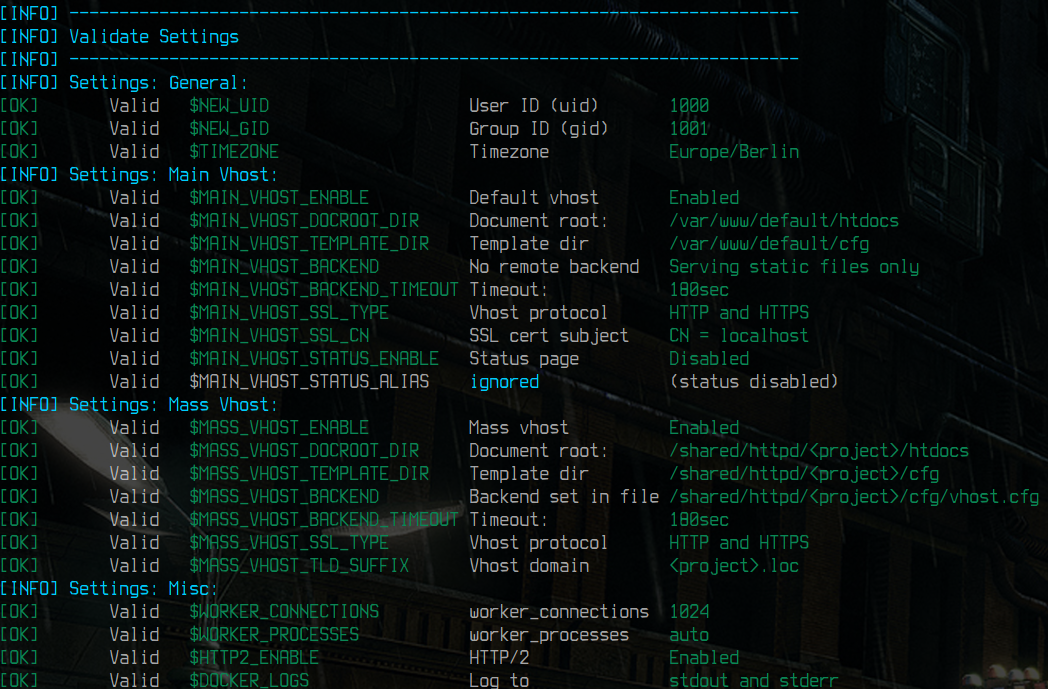 [INFO] -------------------------------------------------------------------------
[INFO] Validate Settings
[INFO] -------------------------------------------------------------------------
[INFO] Settings: General:
[OK] Valid $NEW_UID User ID (uid) 1000
[OK] Valid $NEW_GID Group ID (gid) 1001
[OK] Valid $TIMEZONE Timezone Europe/Berlin
[INFO] Settings: Main Vhost:
[OK] Valid $MAIN_VHOST_ENABLE Default vhost Enabled
[OK] Valid $MAIN_VHOST_DOCROOT_DIR Document root: /var/www/default/htdocs
[OK] Valid $MAIN_VHOST_TEMPLATE_DIR Template dir /var/www/default/cfg
[OK] Valid $MAIN_VHOST_BACKEND No remote backend Serving static files only
[OK] Valid $MAIN_VHOST_BACKEND_TIMEOUT Timeout: 180sec
[OK] Valid $MAIN_VHOST_SSL_TYPE Vhost protocol HTTP and HTTPS
[OK] Valid $MAIN_VHOST_SSL_CN SSL cert subject CN = localhost
[OK] Valid $MAIN_VHOST_STATUS_ENABLE Status page Disabled
[OK] Valid $MAIN_VHOST_STATUS_ALIAS ignored (status disabled)
[INFO] Settings: Mass Vhost:
[OK] Valid $MASS_VHOST_ENABLE Mass vhost Enabled
[OK] Valid $MASS_VHOST_DOCROOT_DIR Document root: /shared/httpd/<project>/htdocs
[OK] Valid $MASS_VHOST_TEMPLATE_DIR Template dir /shared/httpd/<project>/cfg
[OK] Valid $MASS_VHOST_BACKEND Backend set in file /shared/httpd/<project>/cfg/vhost.cfg
[OK] Valid $MASS_VHOST_BACKEND_TIMEOUT Timeout: 180sec
[OK] Valid $MASS_VHOST_SSL_TYPE Vhost protocol HTTP and HTTPS
[OK] Valid $MASS_VHOST_TLD_SUFFIX Vhost domain <project>.loc
[INFO] Settings: Misc:
[OK] Valid $WORKER_CONNECTIONS worker_connections 1024
[OK] Valid $WORKER_PROCESSES worker_processes auto
[OK] Valid $HTTP2_ENABLE HTTP/2 Enabled
[OK] Valid $DOCKER_LOGS Log to stdout and stderr